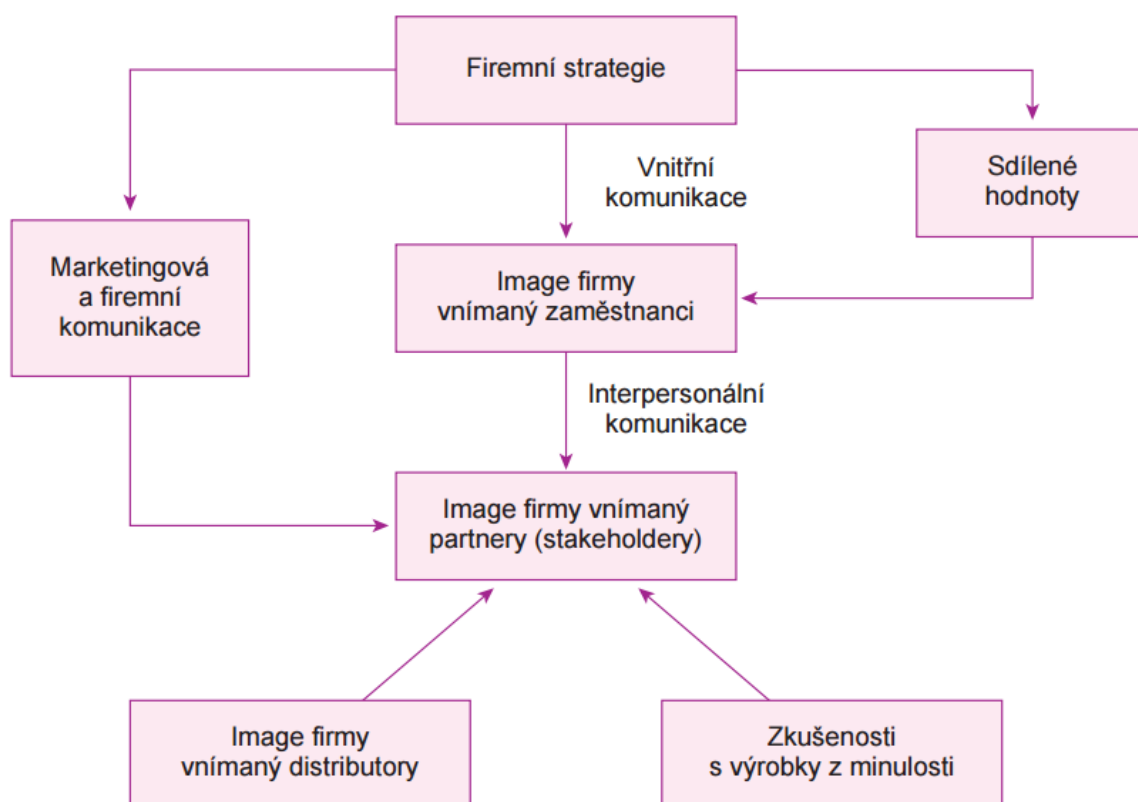 Firemní strategie
Vnitřní
komunikace
Sdílené
hodnoty
Marketingová
a firemní
komunikace
Image firmy
vnímaný zaměstnanci
Interpersonální
komunikace
Image firmy vnímaný
partnery (stakeholdery)
Image firmy
vnímaný distributory
Zkušenosti
s výrobky z minulosti